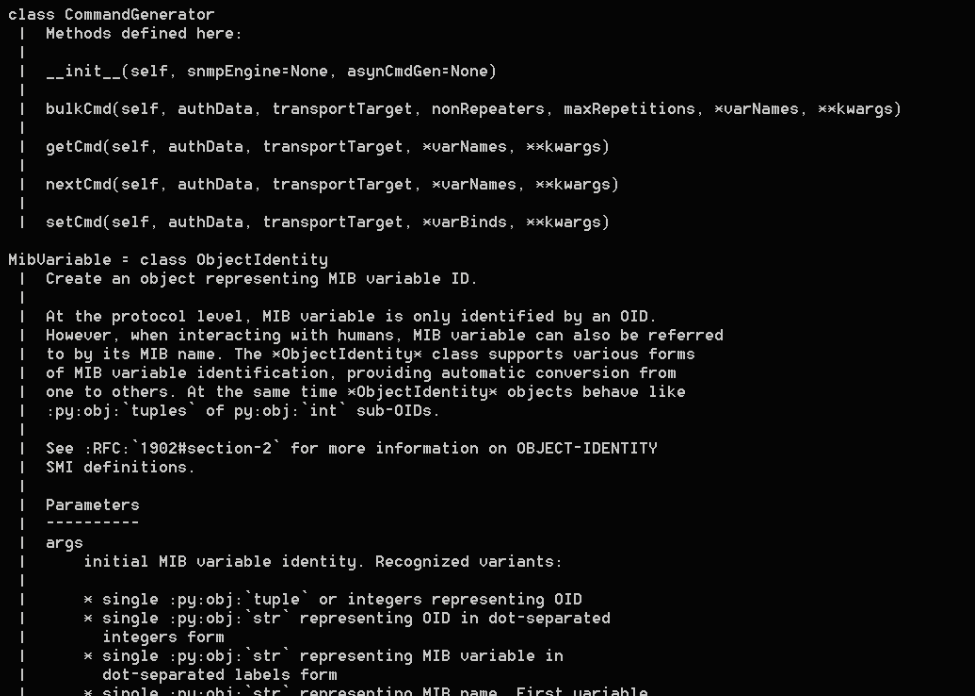 class CommandGenerator
 |  Methods defined here:
 |
 |  __init__(self, snmpEngine=None, asynCmdGen=None)
 |
 |  bulkCmd(self, authData, transportTarget, nonRepeaters, maxRepetitions, *varNames, **kwargs)
 |
 |  getCmd(self, authData, transportTarget, *varNames, **kwargs)
 |
 |  nextCmd(self, authData, transportTarget, *varNames, **kwargs)
 |
 |  setCmd(self, authData, transportTarget, *varBinds, **kwargs)

MibVariable = class ObjectIdentity
 |  Create an object representing MIB variable ID.
 |
 |  At the protocol level, MIB variable is only identified by an OID.
 |  However, when interacting with humans, MIB variable can also be referred
 |  to by its MIB name. The *ObjectIdentity* class supports various forms
 |  of MIB variable identification, providing automatic conversion from
 |  one to others. At the same time *ObjectIdentity* objects behave like
 |  :py:obj:`tuples` of py:obj:`int` sub-OIDs.
 |
 |  See :RFC:`1902#section-2` for more information on OBJECT-IDENTITY
 |  SMI definitions.
 |
 |  Parameters
 |  ----------
 |  args
 |      initial MIB variable identity. Recognized variants:
 |
 |      * single :py:obj:`tuple` or integers representing OID
 |      * single :py:obj:`str` representing OID in dot-separated
 |        integers form
 |      * single :py:obj:`str` representing MIB variable in
 |        dot-separated labels form
 |      * single :py:obj:`str` representing MIB name. First variable